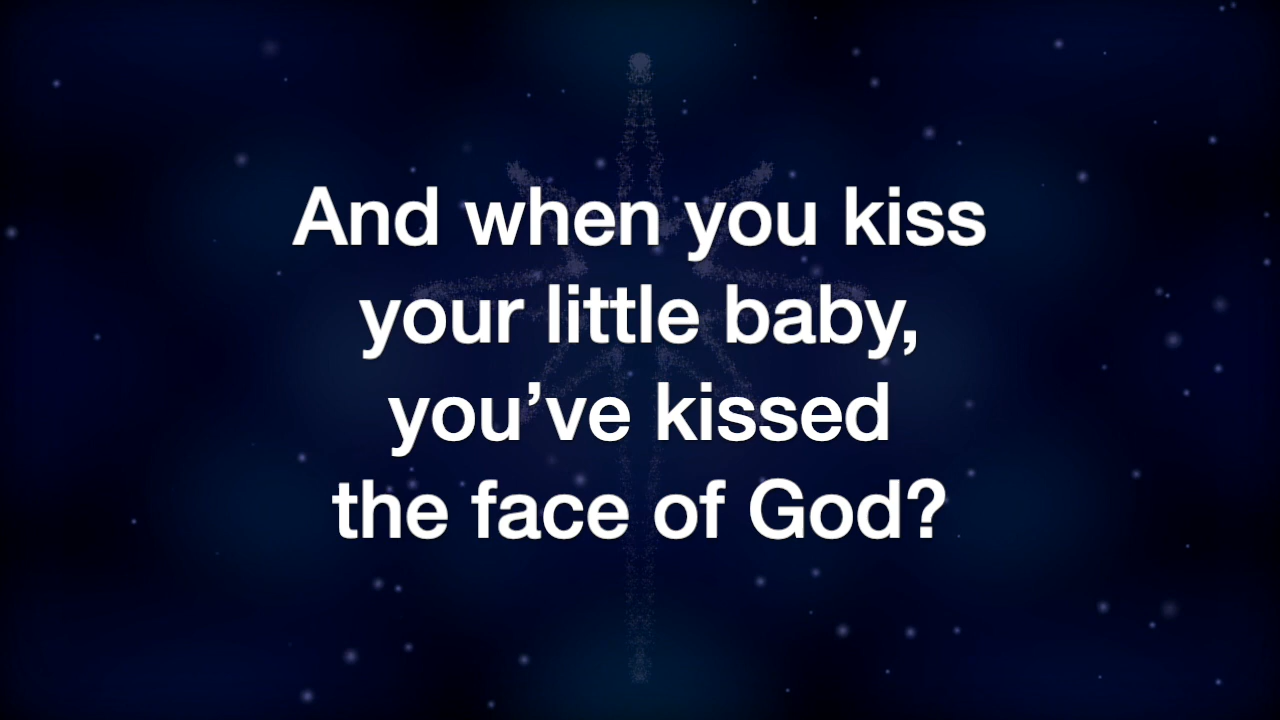 And when you kiss
your little baby,
you’ve kissed
the face of God?